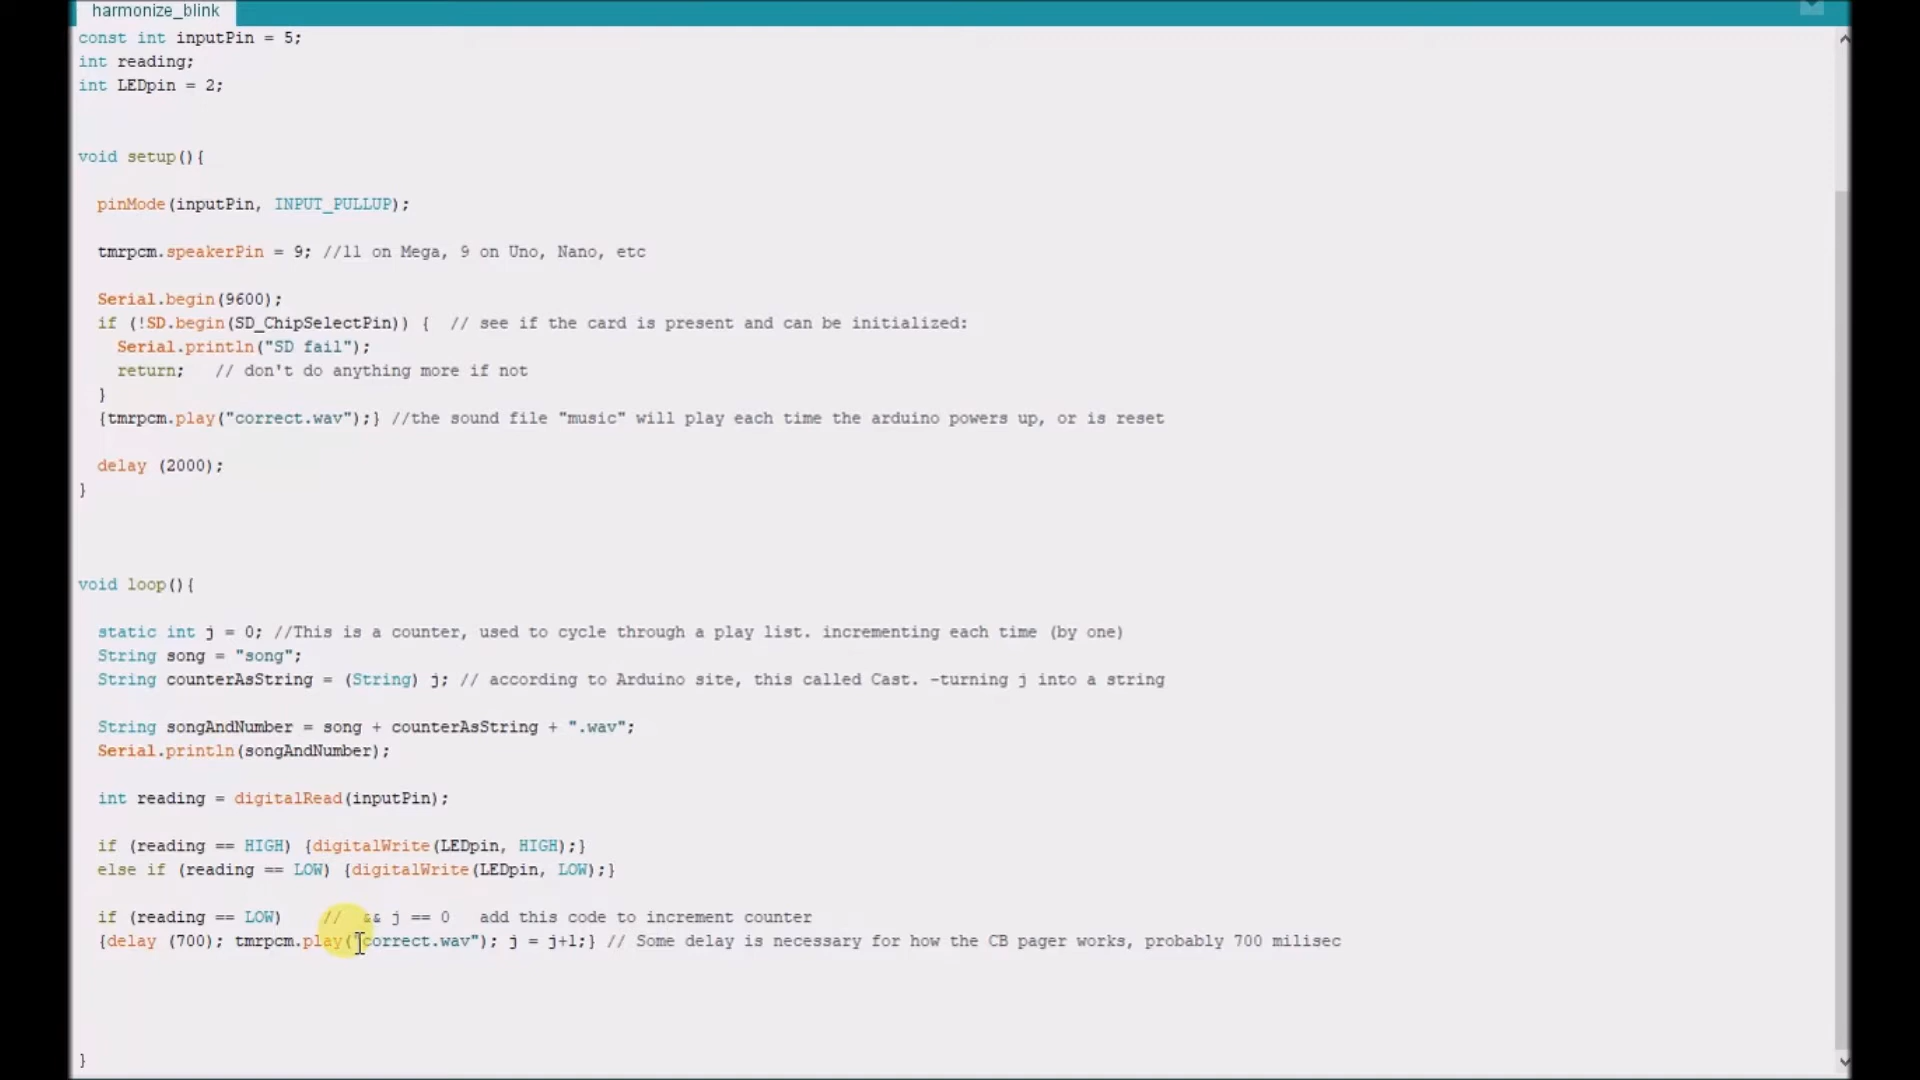 harmonize_blink
const int inputPin = 5;
int reading;
int LEDpin = 2;
void setup(){
pinMode(inputPin, INPUT_PULLUP);
tmrpcm.speakerPin = 9; //11 on Mega, 9 on Uno, Nano, etc
Serial.begin(9600);
if (!SD.begin(SD_ChipSelectPin)) {  // see if the card is present and can be initialized:
Serial.println("SD fail");
return;   // don't do anything more if not
}
{tmrpcm.play("correct.wav");} //the sound file "music" will play each time the arduino powers up, or is reset
delay (2000);
}
void loop(){
static int j = 0; //This is a counter, used to cycle through a play list. incrementing each time (by one)
String song = "song";
String counterAsString = (String) j; // according to Arduino site, this called Cast. -turning j into a string
String songAndNumber = song + counterAsString + ".wav";
Serial.println(songAndNumber);
int reading = digitalRead(inputPin);
if (reading == HIGH) {digitalWrite(LEDpin, HIGH);}
else if (reading == LOW) {digitalWrite(LEDpin, LOW);}
if (reading == LOW)    //  && j == 0   add this code to increment counter
{delay (700); tmrpcm.play("correct.wav"); j = j+1;} // Some delay is necessary for how the CB pager works, probably 700 milisec
}